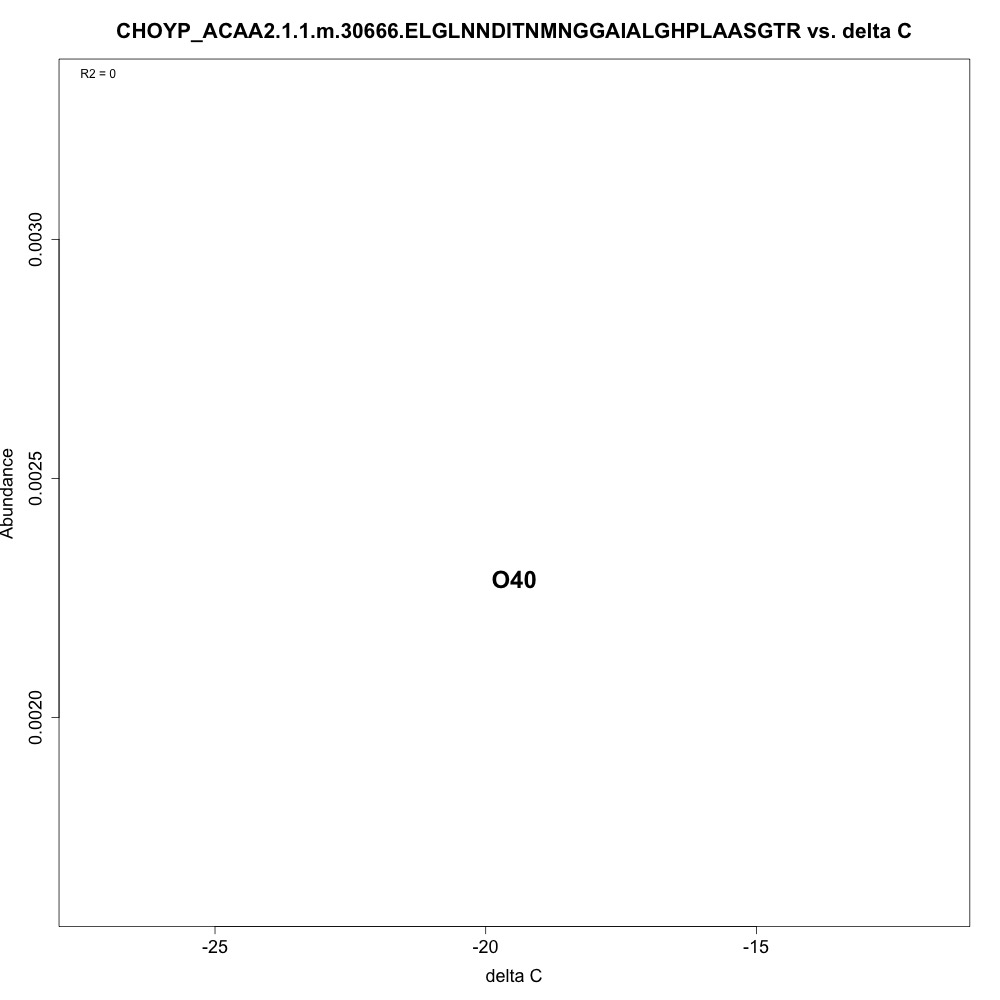 CHOYP_ACAA2.1.1.m.30666.ELGLNNDITNMNGGAIALGHPLAASGTR vs. delta C
R2 = 0
0.0030
0.0025
0.0020
Abundance
O40
-25
-20
-15
delta C